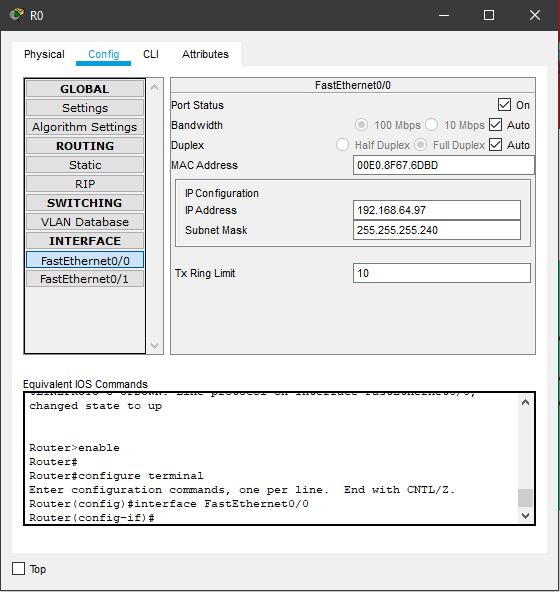 R0
Physical Config CLI Attributes
GLOBAL
Settings
Algorithm Settings
ROUTING
Static
RIP
SWITCHING
VLAN Database
INTERFACE
FastEthernet0/0
FastEthernet0/1
FastEthernet0/0
Port Status On
Bandwidth 100 Mbps 10 Mbps Auto
Duplex Half Duplex Full Duplex Auto
MAC Address 00E0.8F67.6DBD
IP Configuration
IP Address 192.168.64.97
Subnet Mask 255.255.255.240
Tx Ring Limit 10
Equivalent IOS Commands
changed state to up
Router>enable
Router#
Router#configure terminal
Enter configuration commands, one per line. End with CNTL/Z.
Router(config)#interface FastEthernet0/0
Router(config-if)#
Top